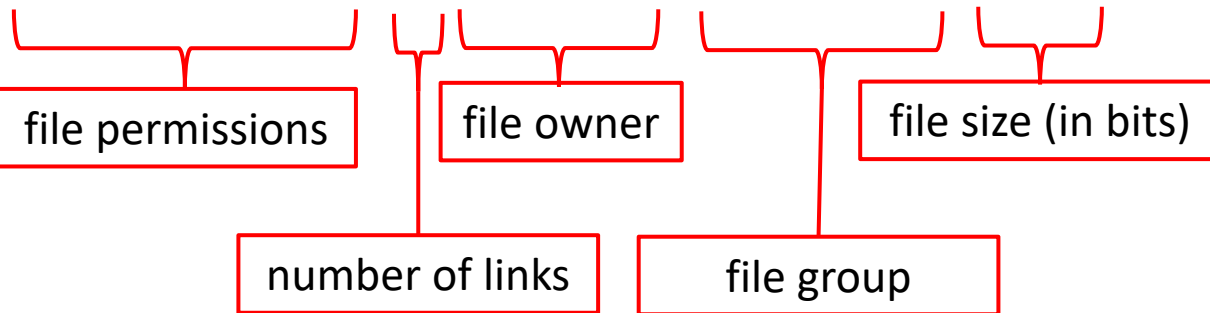 file permissions
file owner
file size (in bits)
number of links
file group